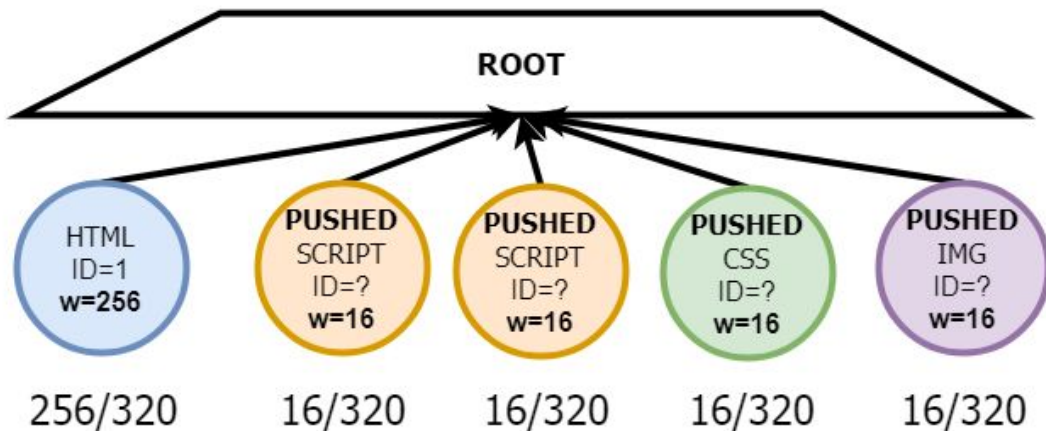 ROOT
HTML
ID=1
w=256
PUSHED
SCRIPT
ID=?
w=16
PUSHED
SCRIPT
ID=?
w=16
PUSHED
CSS
ID=?
w=16
PUSHED
IMG
ID=?
w=16
256/320
16/320
16/320
16/320
16/320